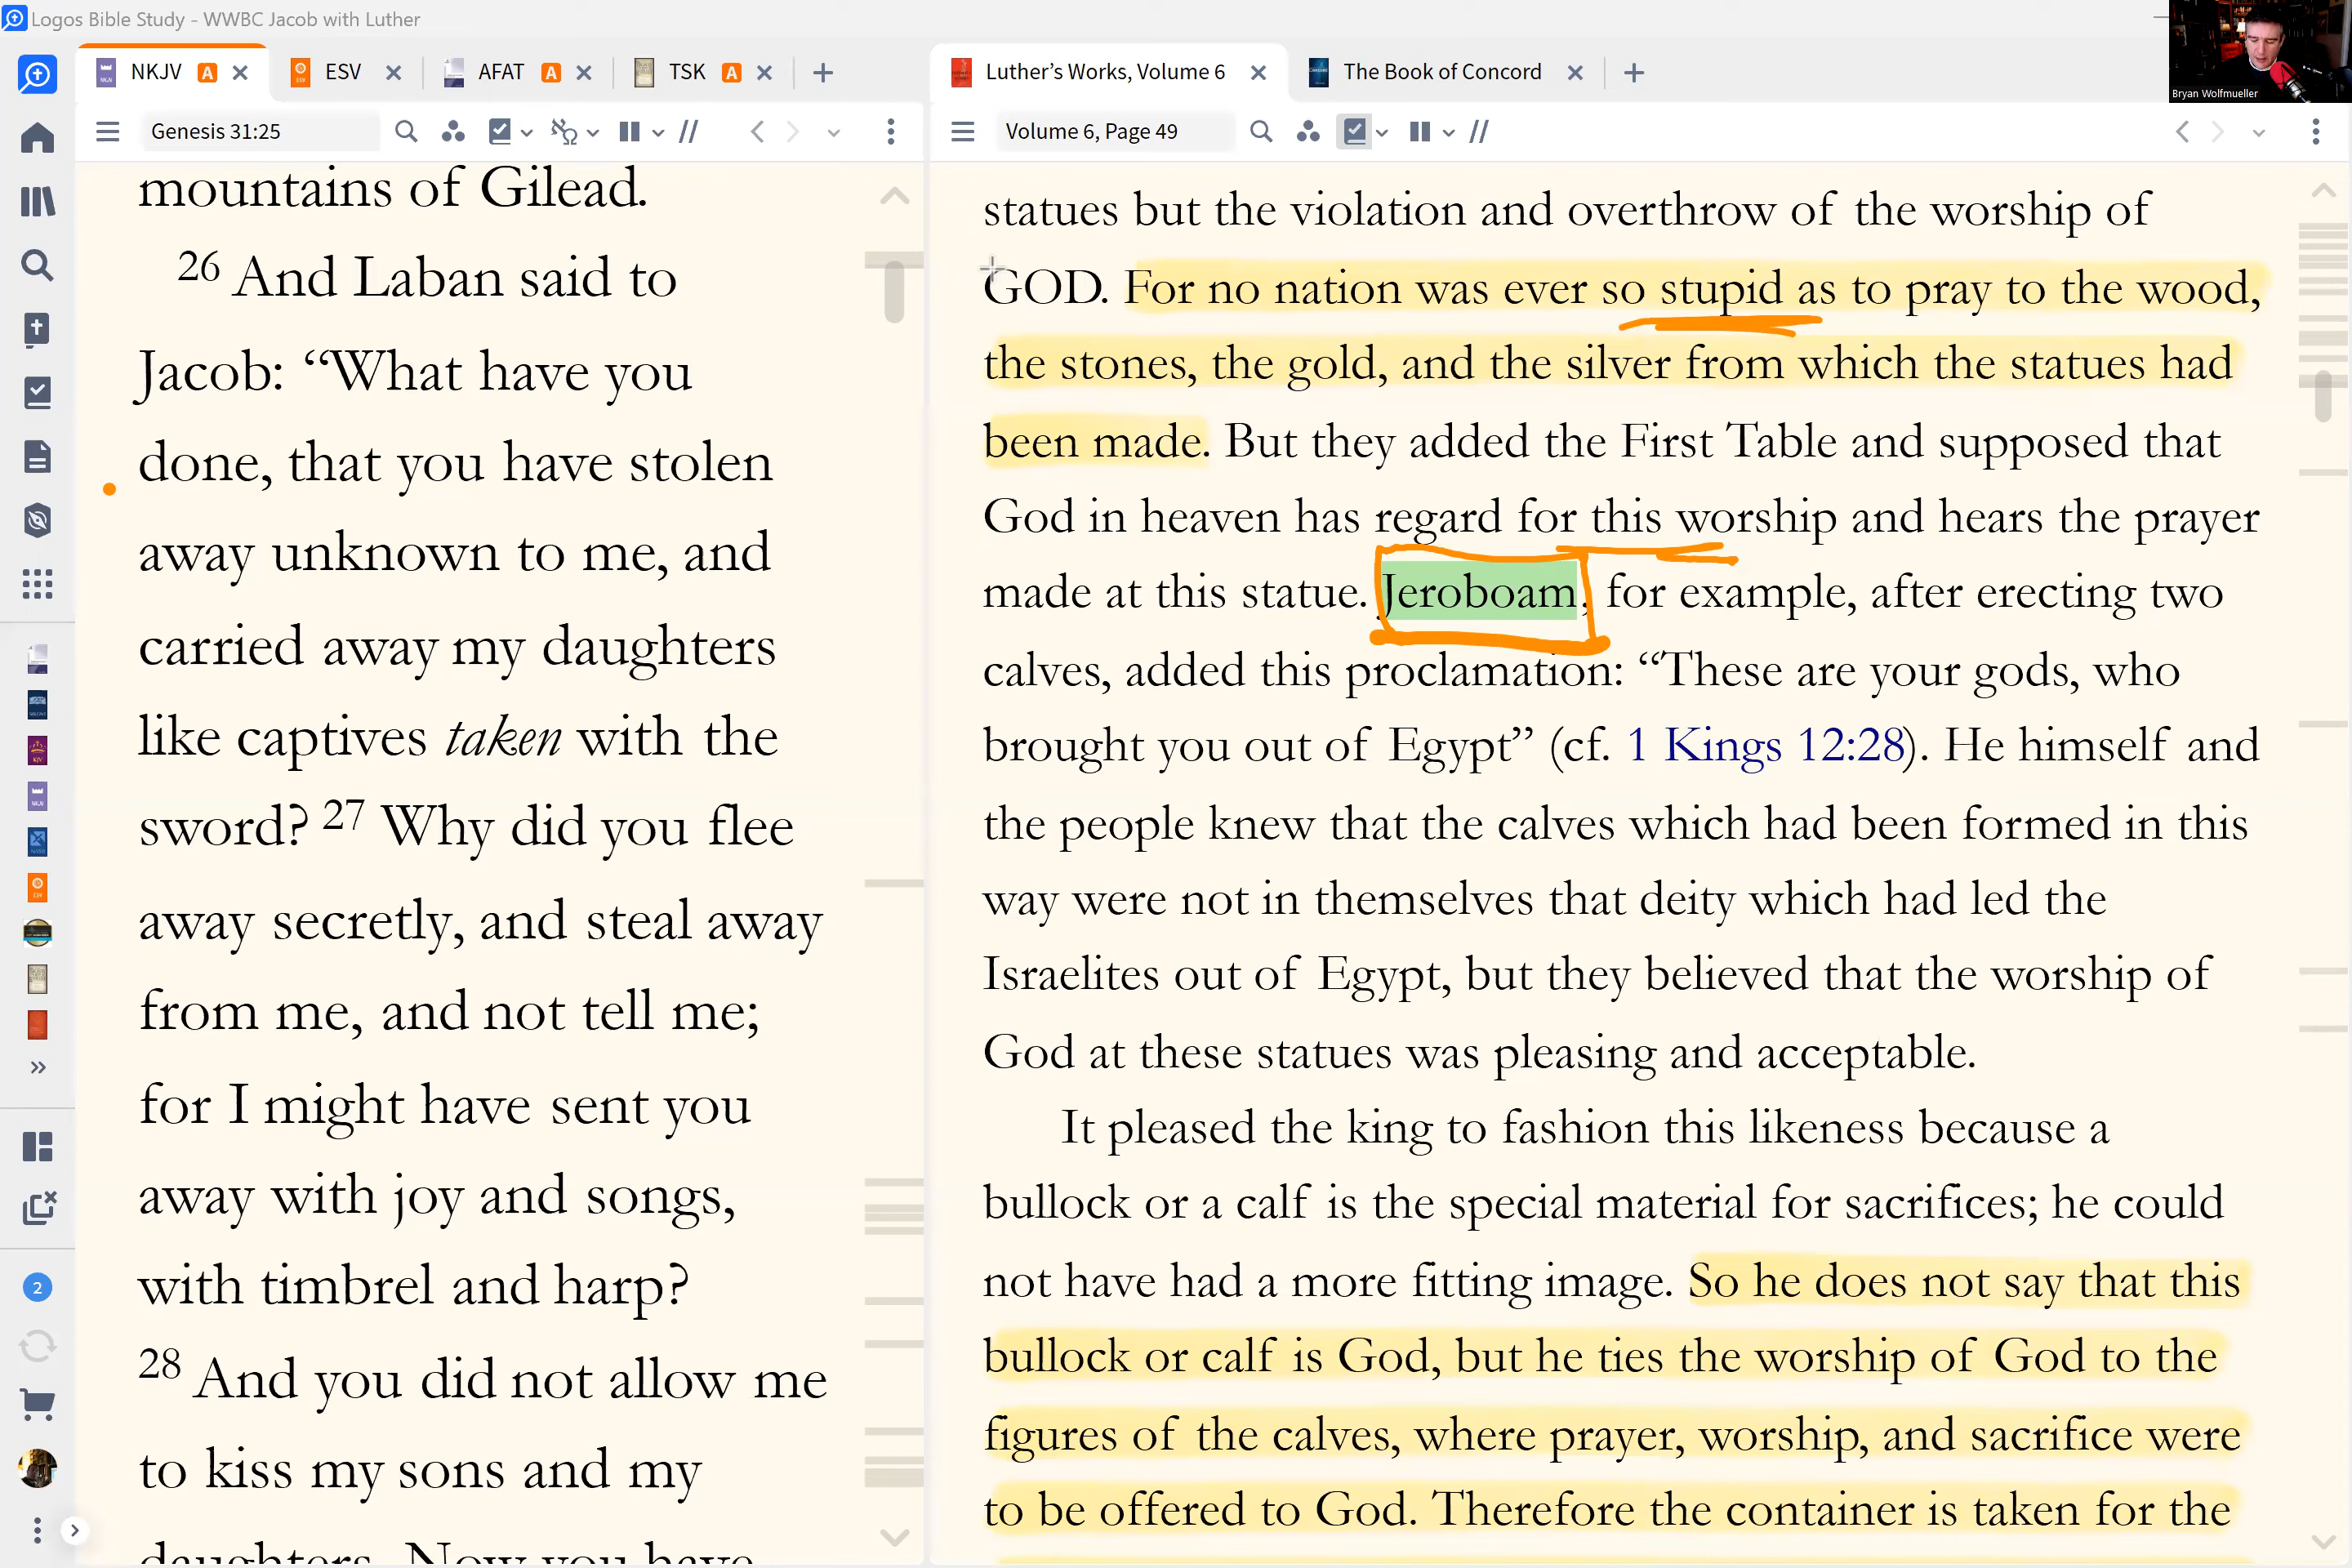 Logos Bible Study - WWBC Jacob with Luther
Bryan Wolfmueller
NKJV A
ESV
AFAT A
TSK A
Luther’s Works, Volume 6
The Book of Concord
Genesis 31:25
Volume 6, Page 49
mountains of Gilead.
26 And Laban said to
Jacob: “What have you
done, that you have stolen
away unknown to me, and
carried away my daughters
like captives taken with the
sword? 27 Why did you flee
away secretly, and steal away
from me, and not tell me;
for I might have sent you
away with joy and songs,
with timbrel and harp?
28 And you did not allow me
to kiss my sons and my
daughters. Now you have
statues but the violation and overthrow of the worship of
GOD. For no nation was ever so stupid as to pray to the wood,
the stones, the gold, and the silver from which the statues had
been made. But they added the First Table and supposed that
God in heaven has regard for this worship and hears the prayer
made at this statue. Jeroboam, for example, after erecting two
calves, added this proclamation: “These are your gods, who
brought you out of Egypt” (cf. 1 Kings 12:28). He himself and
the people knew that the calves which had been formed in this
way were not in themselves that deity which had led the
Israelites out of Egypt, but they believed that the worship of
God at these statues was pleasing and acceptable.
It pleased the king to fashion this likeness because a
bullock or a calf is the special material for sacrifices; he could
not have had a more fitting image. So he does not say that this
bullock or calf is God, but he ties the worship of God to the
figures of the calves, where prayer, worship, and sacrifice were
to be offered to God. Therefore the container is taken for the
2